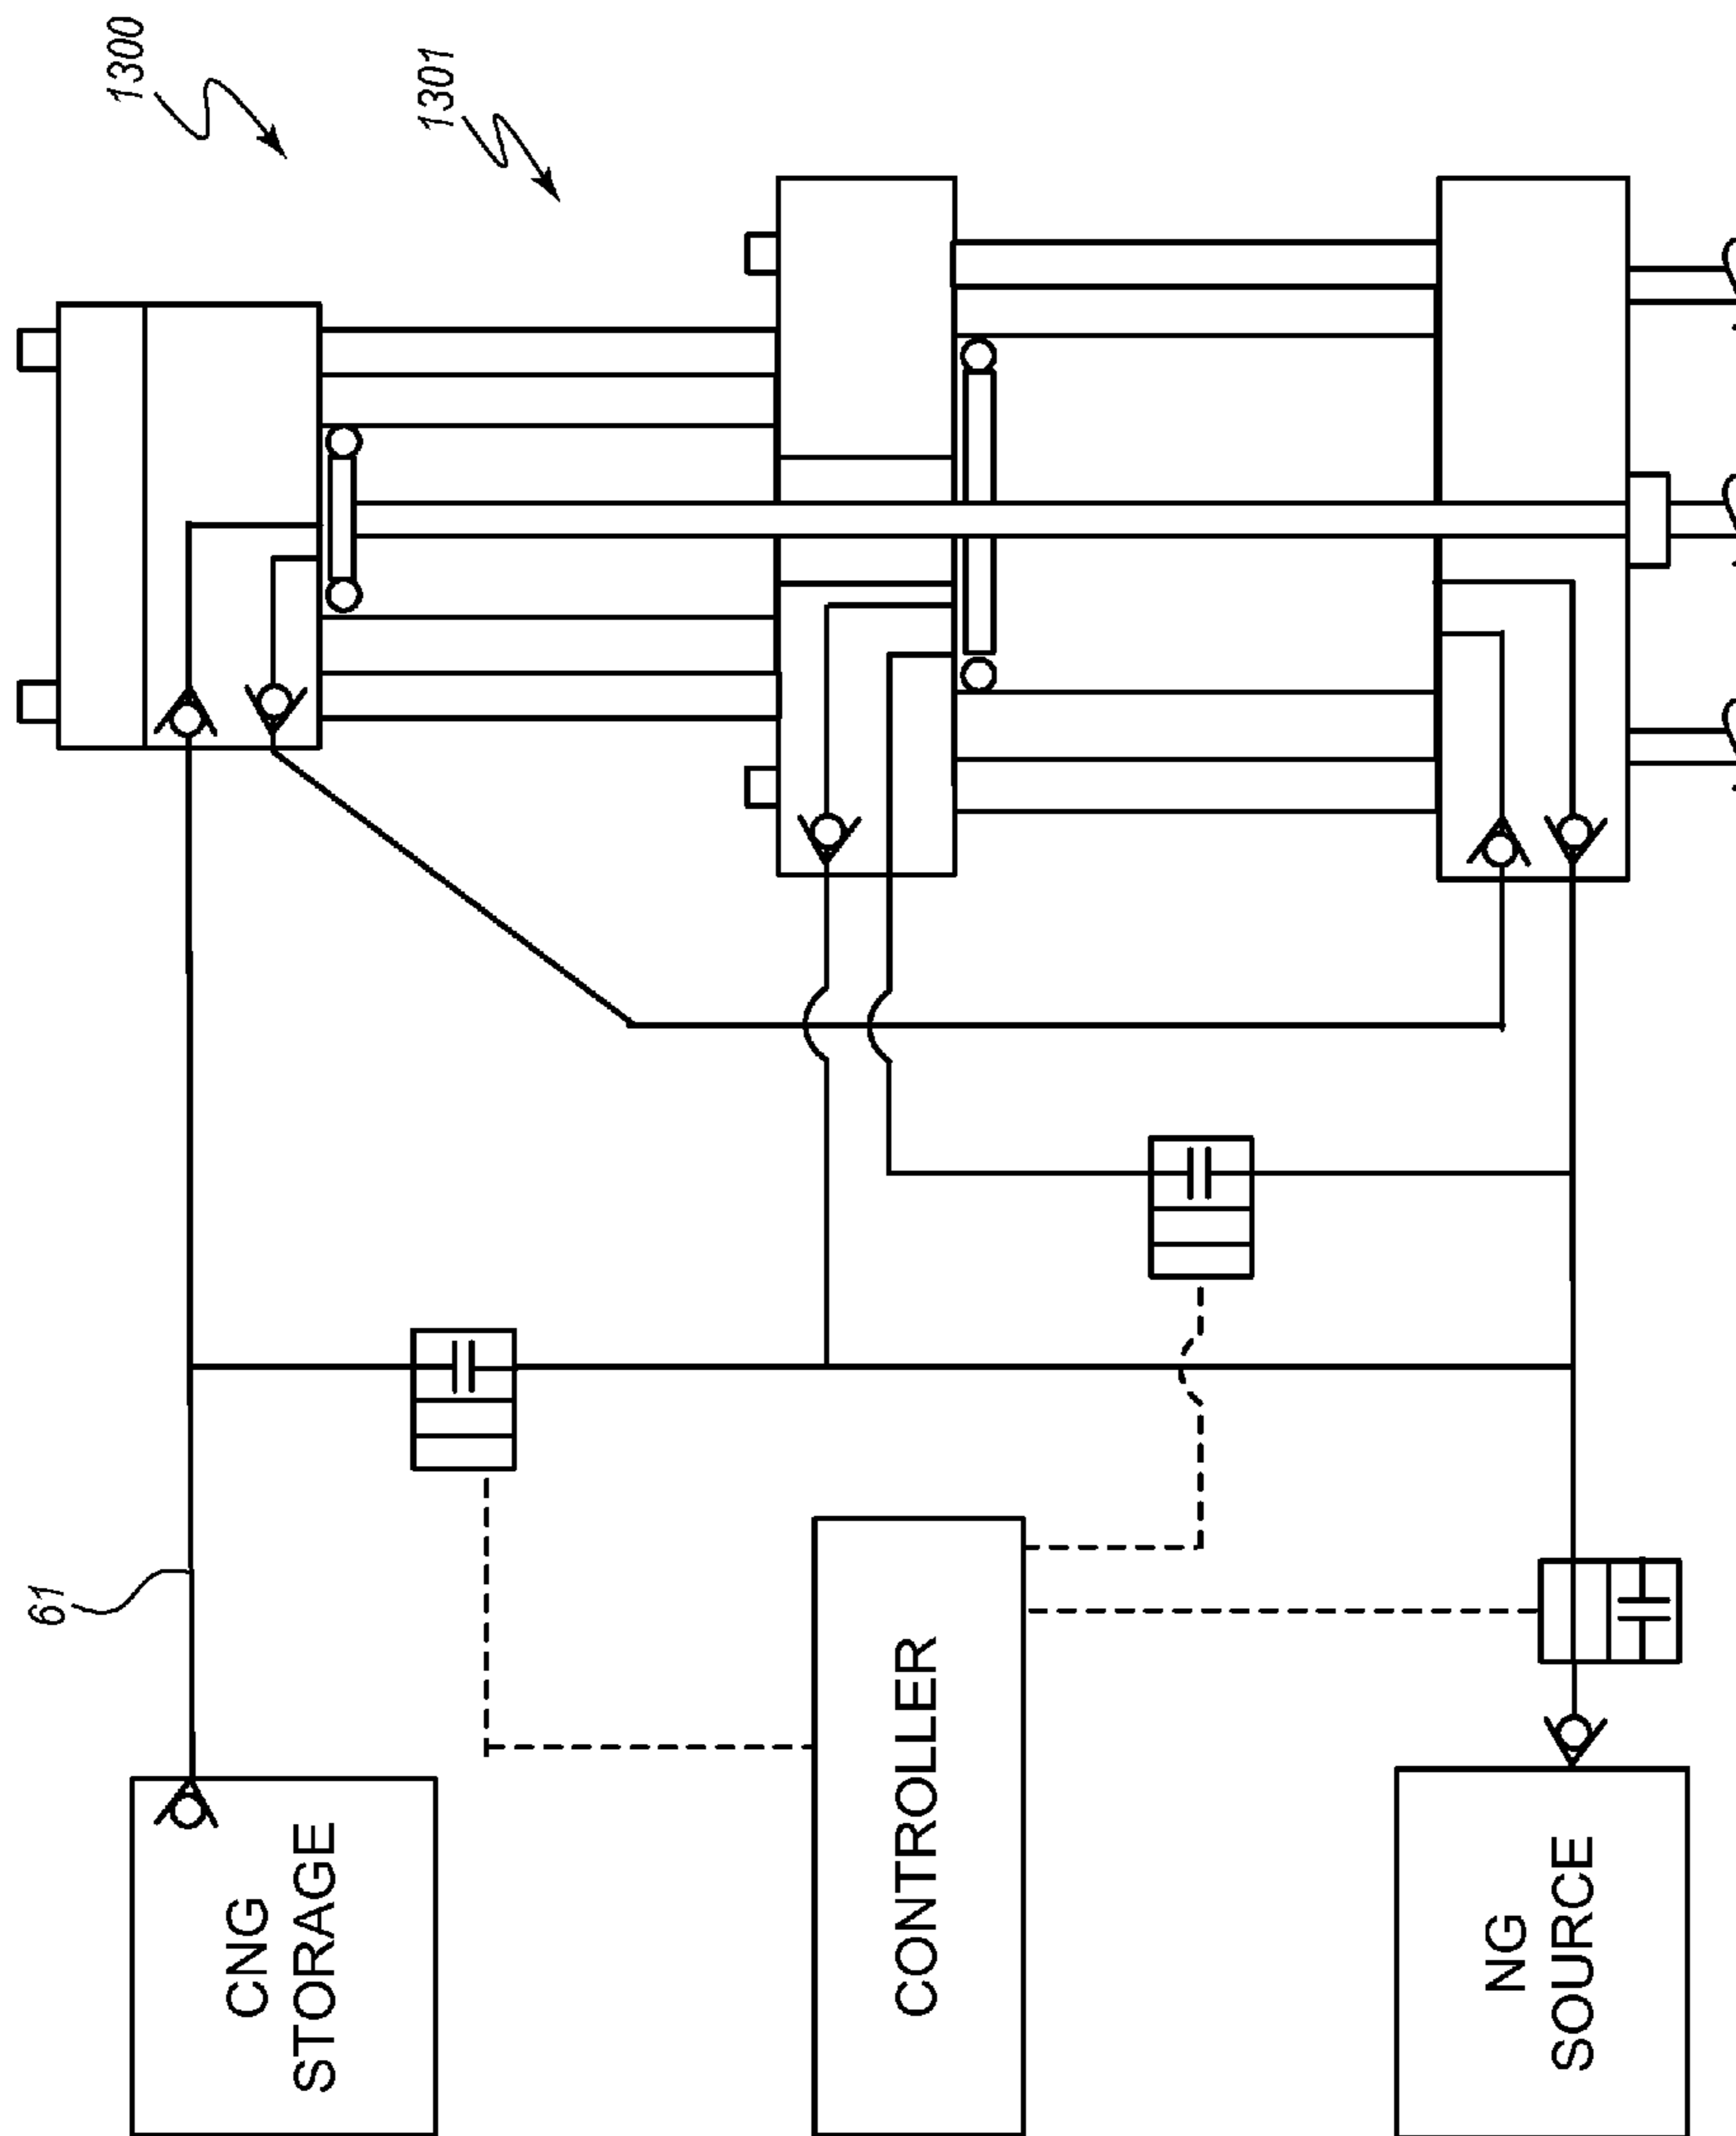 1300
1301
61
CNG
STORAGE
CONTROLLER
NG
SOURCE